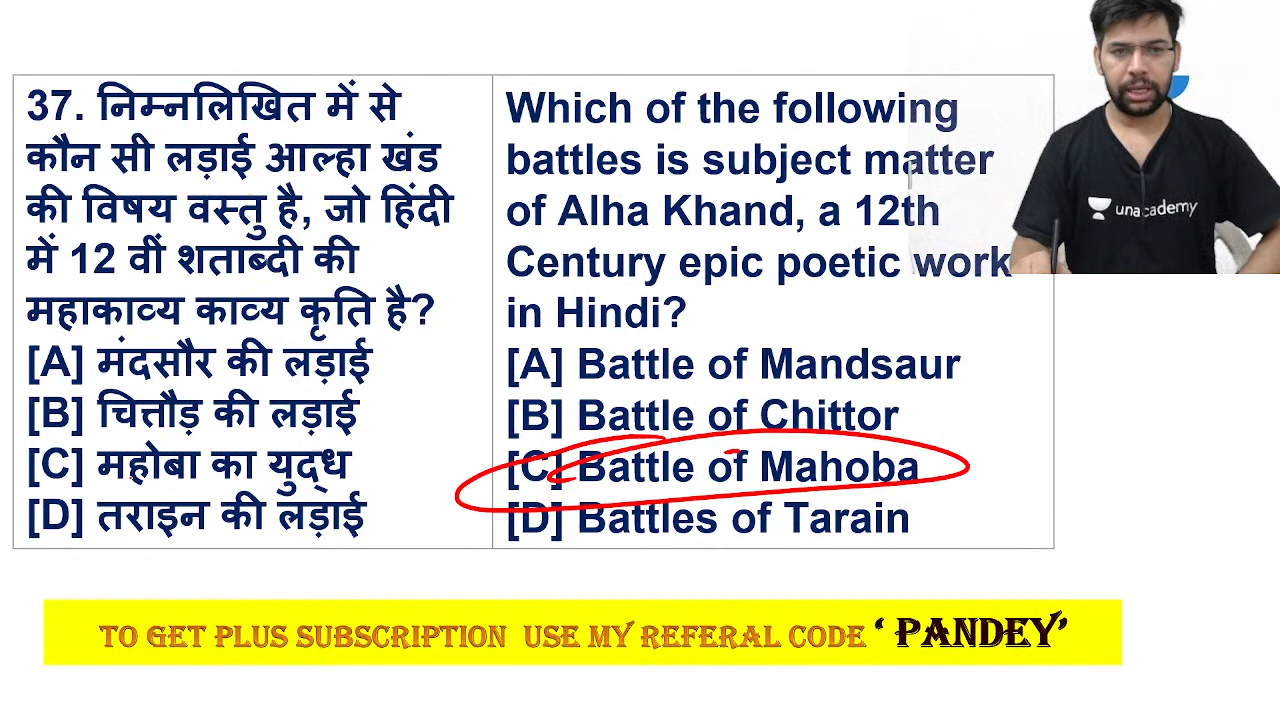 37. निम्नलिखित में से
कौन सी लड़ाई आल्हा खंड
की विषय वस्तु है, जो हिंदी
में 12 वीं शताब्दी की
महाकाव्य काव्य कृति है?
[A] मंदसौर की लड़ाई
[B] चित्तौड़ की लड़ाई
[C] महोबा का युद्ध
[D] तराइन की लड़ाई
Which of the following
battles is subject matter
of Alha Khand, a 12th
Century epic poetic work
in Hindi?
[A] Battle of Mandsaur
[B] Battle of Chittor
[C] Battle of Mahoba
[D] Battles of Tarain
unacademy
TO GET PLUS SUBSCRIPTION USE MY REFERAL CODE ‘ PANDEY’